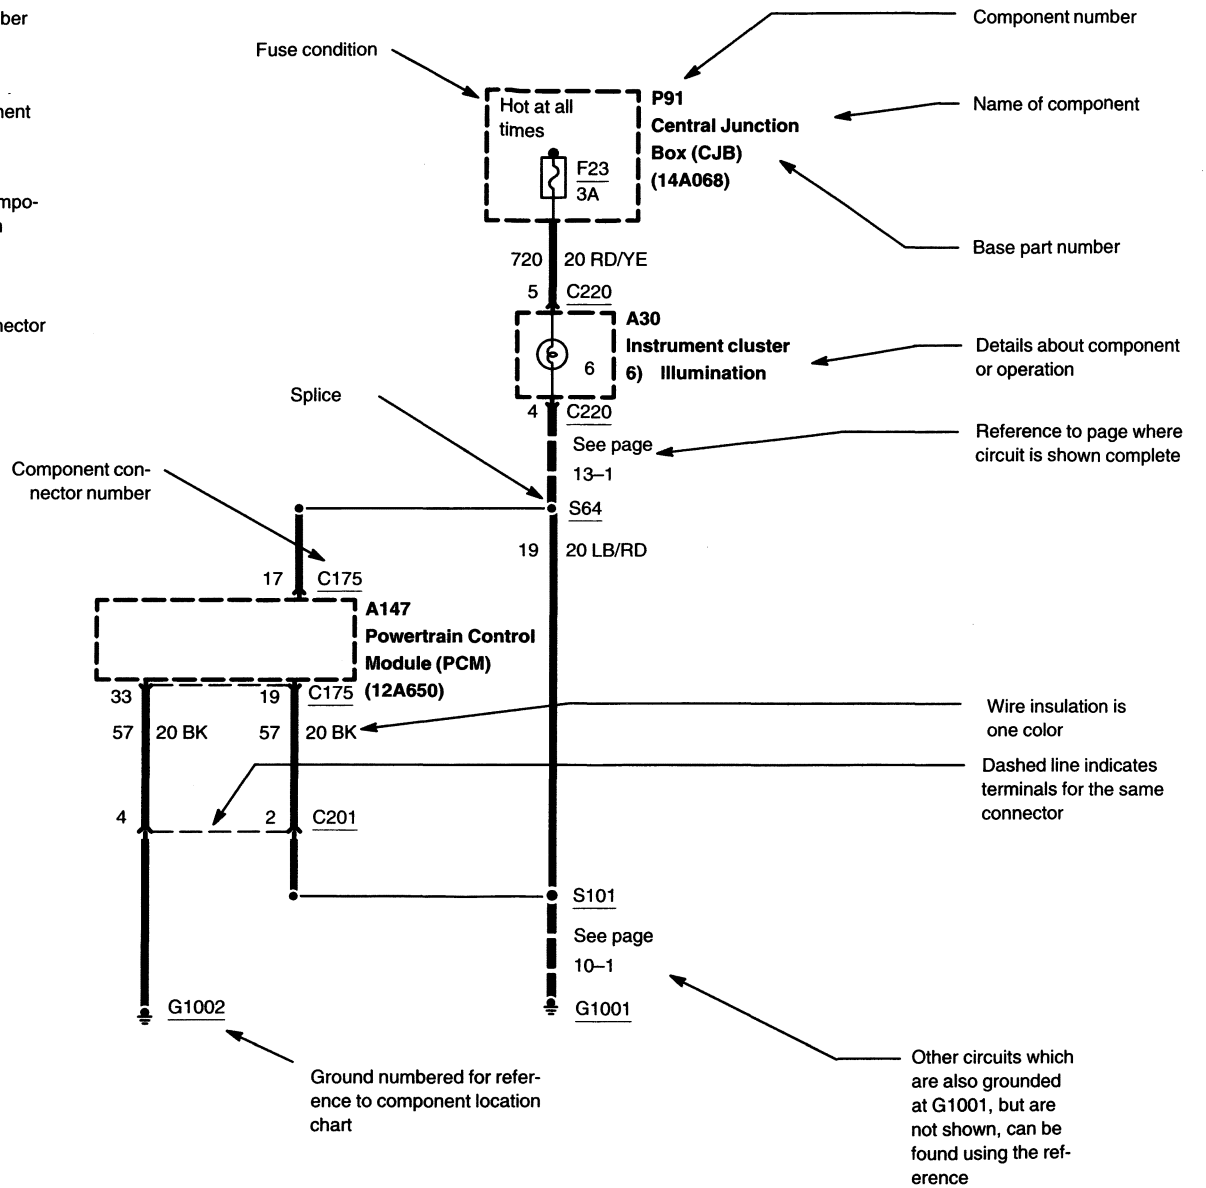 ber
Component number
Fuse condition
nent
Name of component
Hot at all
times
P91
Central Junction
Box (CJB)
(14A068)
F23
3A
mpo-
Base part number
720 20 RD/YE
5 C220
nector
A30
Instrument cluster
6) Illumination
6
Details about component
or operation
4 C220
Splice
See page
13–1
Reference to page where
circuit is shown complete
Component con-
nector number
S64
19 20 LB/RD
17 C175
A147
Powertrain Control
Module (PCM)
(12A650)
33 19 C175
57 20 BK 57 20 BK
Wire insulation is
one color
Dashed line indicates
terminals for the same
connector
4 2 C201
S101
See page
10–1
G1002
G1001
Ground numbered for refer-
ence to component location
chart
Other circuits which
are also grounded
at G1001, but are
not shown, can be
found using the ref-
erence